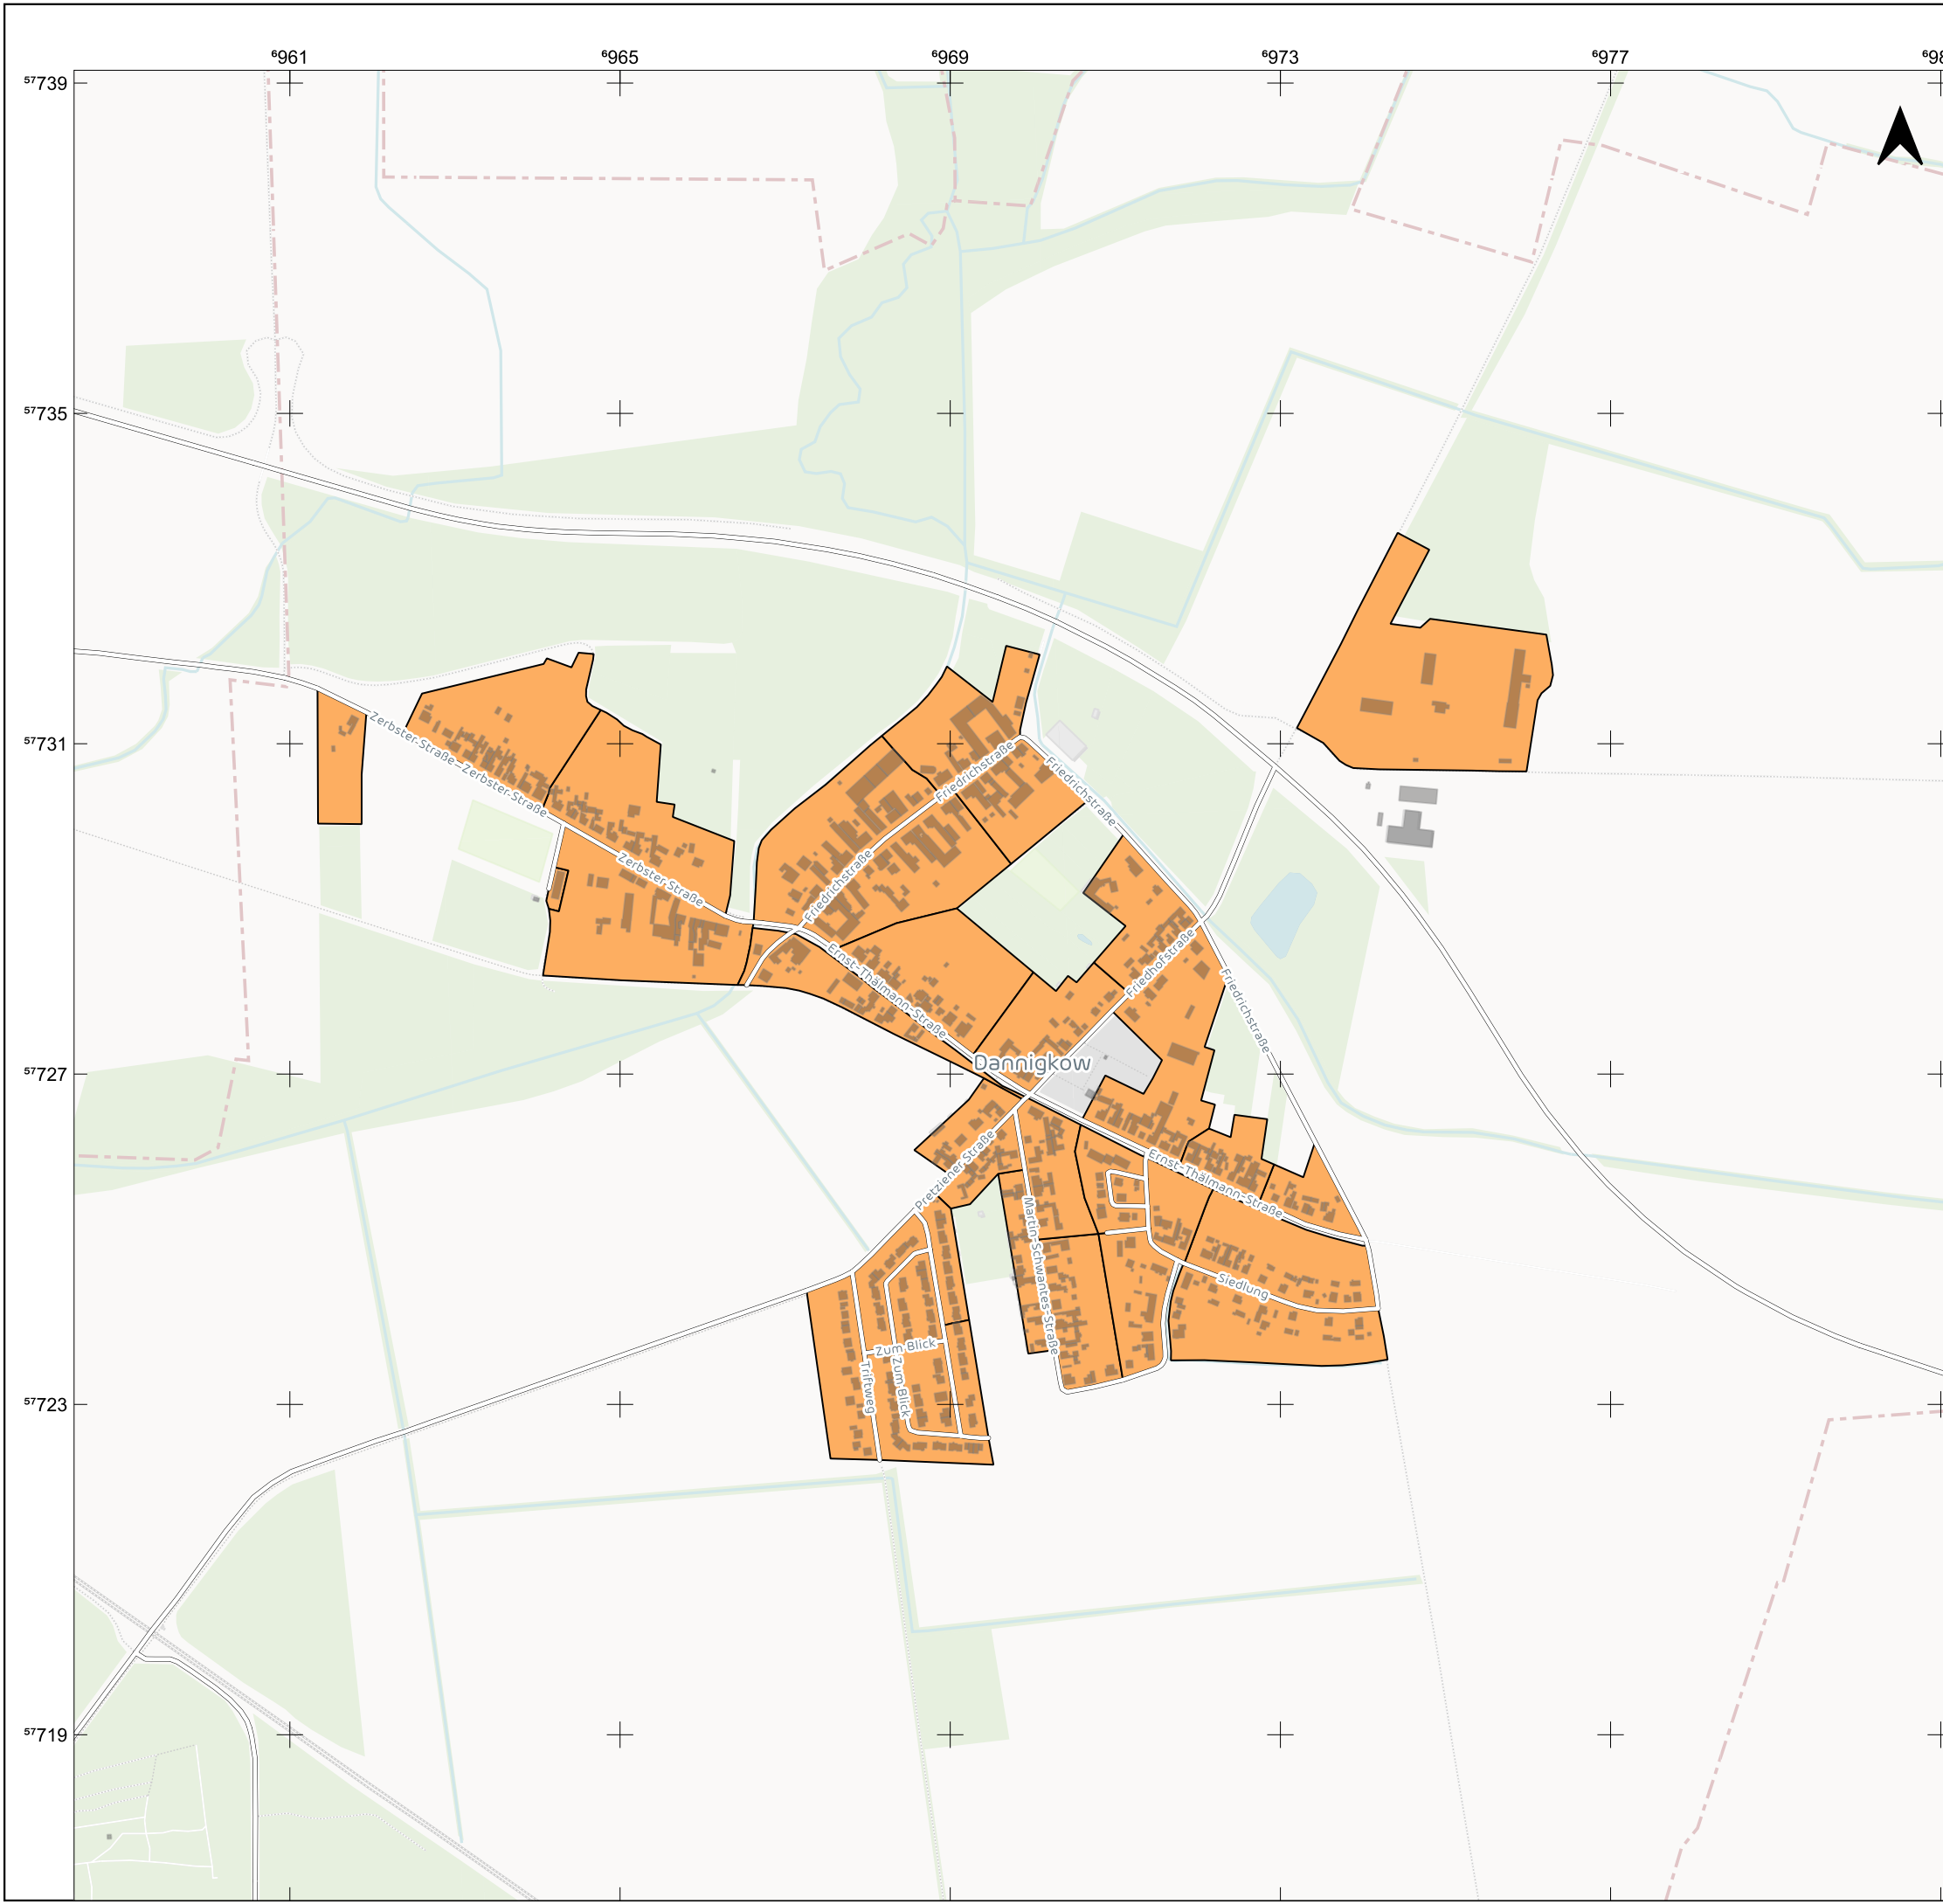 ⁶961
⁶965
⁶969
⁶973
⁶977
⁵⁷739
⁵⁷735
⁵⁷731
⁵⁷727
⁵⁷723
⁵⁷719
Zerbster-Straße
Zerbster-Straße
Zerbster-Straße
Friedrichstraße
Friedrichstraße
Friedrichstraße
Friedrichstraße
Friedhofstraße
Ernst-Thälmann-Straße
Dannigkow
Ernst-Thälmann-Straße
Pretziener Straße
Martin-Schwantes-Straße
Siedlung
Zum Blick
Zum Blick
Triftweg